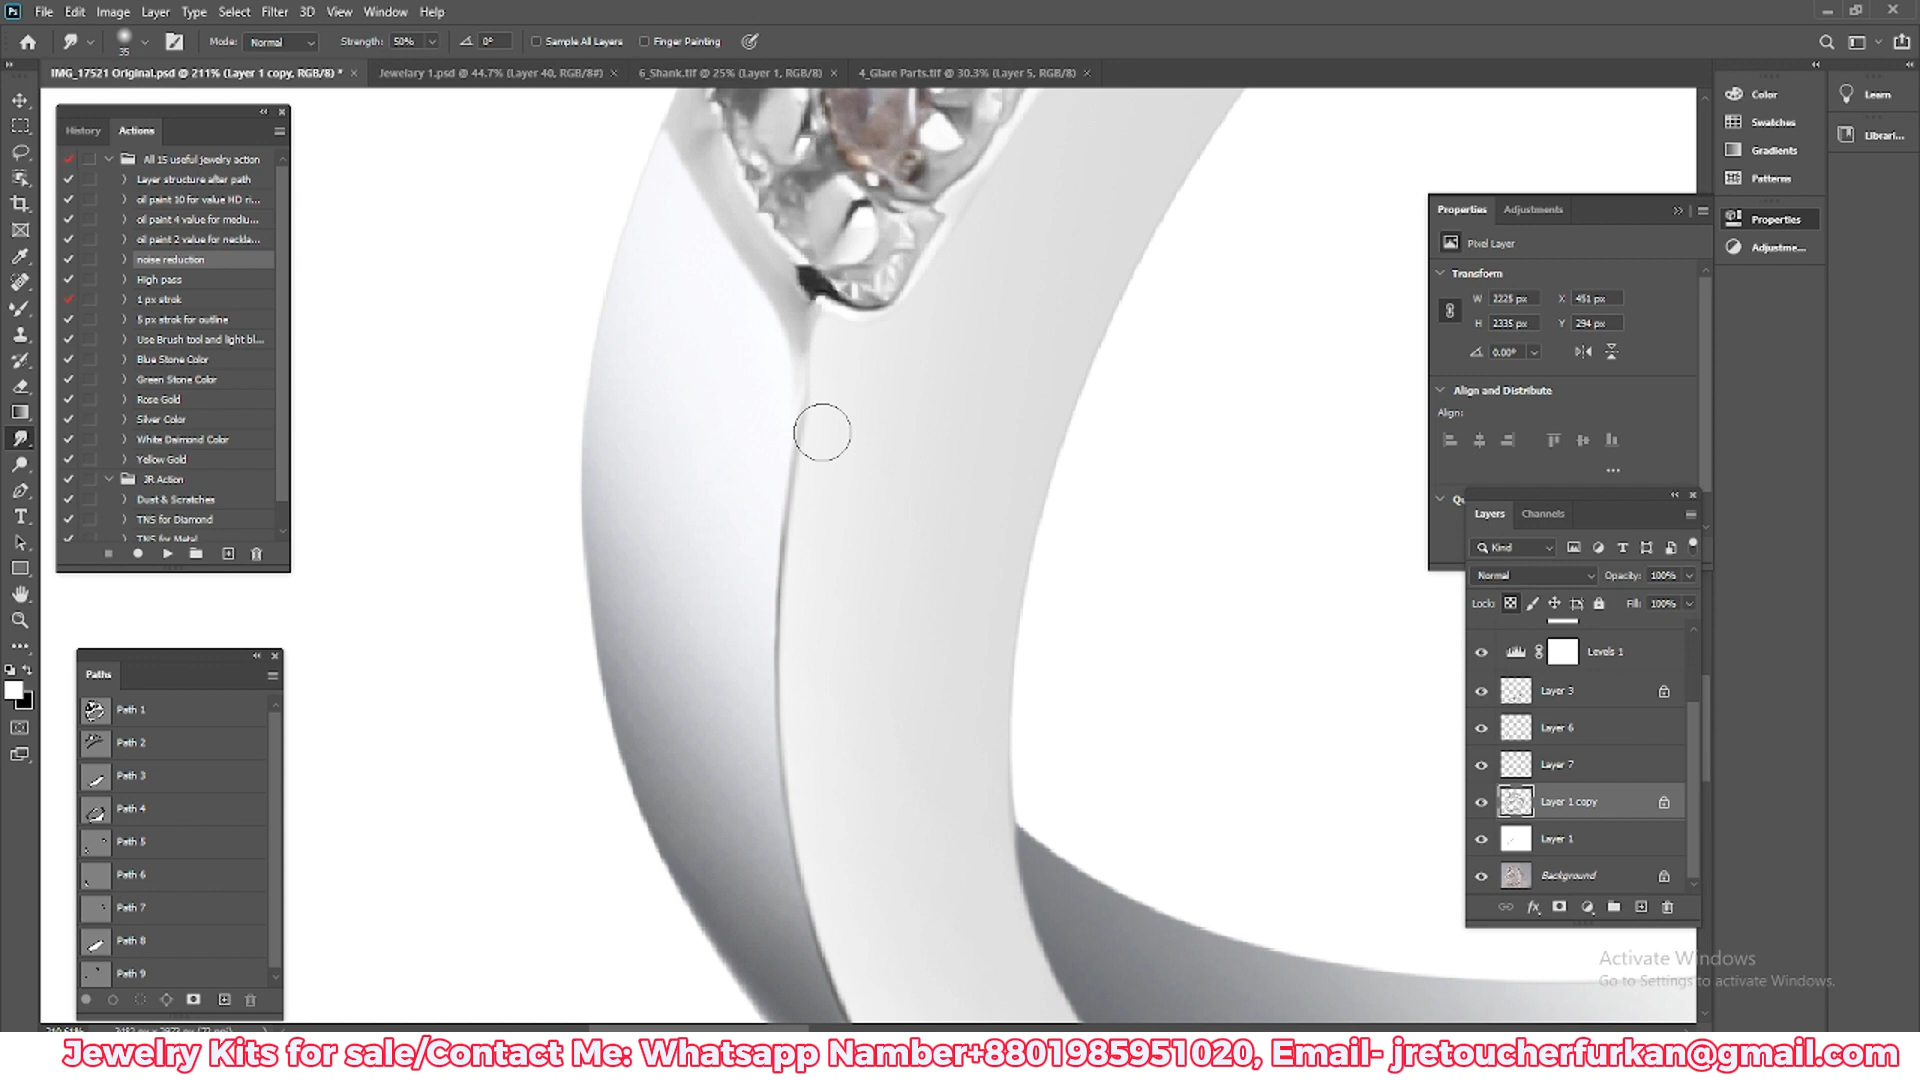 Ps File Edit Image Layer Type Select Filter 3D View Window Help
35 Mode: Normal Strength: 50% 0° Sample All Layers Finger Painting
IMG_17521 Original.psd @ 211% (Layer 1 copy, RGB/8) * × Jewelary 1.psd @ 44.7% (Layer 40, RGB/8#) × 6_Shank.tif @ 25% (Layer 1, RGB/8) × 4_Glare Parts.tif @ 30.3% (Layer 5, RGB/8) ×
History Actions
All 15 useful jewelry action
Layer structure after path
oil paint 10 for value HD ri...
oil paint 4 value for mediu...
oil paint 2 value for neckla...
noise reduction
High pass
1 px strok
5 px strok for outline
Use Brush tool and light bl...
Blue Stone Color
Green Stone Color
Rose Gold
Silver Color
White Daimond Color
Yellow Gold
JR Action
Dust & Scratches
TNS for Diamond
TNS for Metal
Paths
Path 1
Path 2
Path 3
Path 4
Path 5
Path 6
Path 7
Path 8
Path 9
Color
Swatches
Gradients
Patterns
Properties
Adjustme...
Learn
Librari...
Properties Adjustments
Pixel Layer
Transform
W 2225 px X 451 px
H 2335 px Y 294 px
0.00°
Align and Distribute
Align:
...
Layers Channels
Kind
Normal Opacity: 100%
Lock: Fill: 100%
Levels 1
Layer 3
Layer 6
Layer 7
Layer 1 copy
Layer 1
Background
fx
Activate Windows
Go to Settings to activate Windows.
Jewelry Kits for sale/Contact Me: Whatsapp Namber+8801985951020, Email- jretoucherfurkan@gmail.com